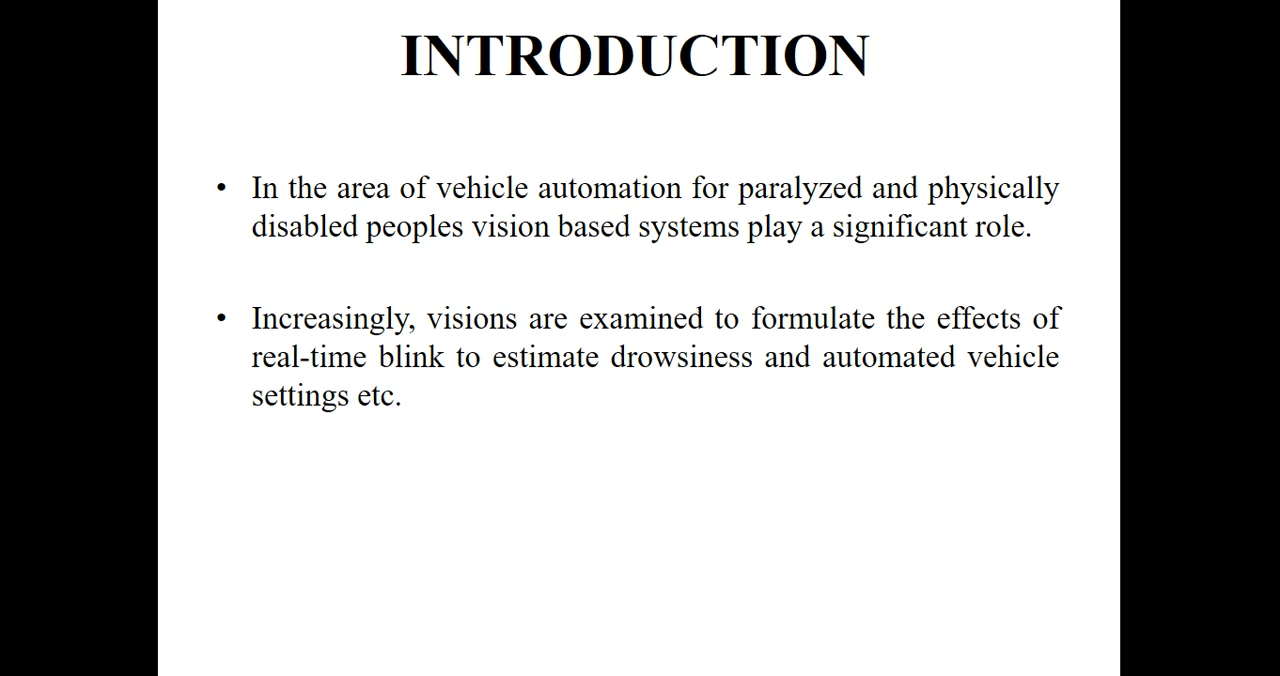 INTRODUCTION
• In the area of vehicle automation for paralyzed and physically
disabled peoples vision based systems play a significant role.
• Increasingly, visions are examined to formulate the effects of
real-time blink to estimate drowsiness and automated vehicle
settings etc.